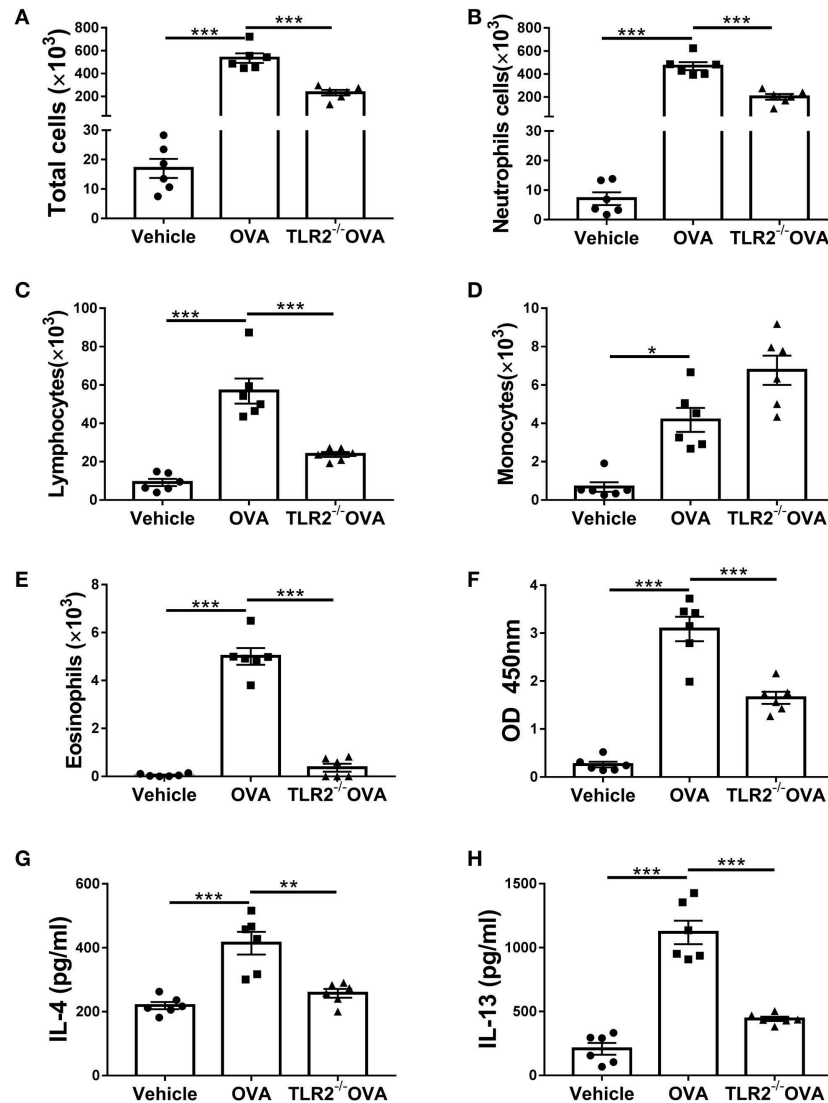 A
Total cells (×10³)
800
600
400
200
30
20
10
0
***
***
Vehicle
OVA
TLR2⁻/⁻OVA
B
Neutrophils cells(×10³)
800
600
400
200
30
20
10
0
***
***
Vehicle
OVA
TLR2⁻/⁻OVA
C
Lymphocytes(×10³)
100
80
60
40
20
0
***
***
Vehicle
OVA
TLR2⁻/⁻OVA
D
Monocytes(×10³)
10
8
6
4
2
0
*
Vehicle
OVA
TLR2⁻/⁻OVA
E
Eosinophils (×10³)
8
6
4
2
0
***
***
Vehicle
OVA
TLR2⁻/⁻OVA
F
OD 450nm
4
3
2
1
0
***
***
Vehicle
OVA
TLR2⁻/⁻OVA
G
IL-4 (pg/ml)
600
400
200
0
***
**
Vehicle
OVA
TLR2⁻/⁻OVA
H
IL-13 (pg/ml)
1500
1000
500
0
***
***
Vehicle
OVA
TLR2⁻/⁻OVA